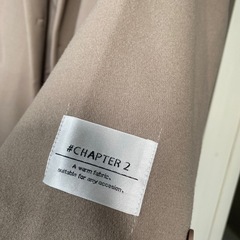 #CHAPTER 2
A warm fabric,
suitable for any occasion.